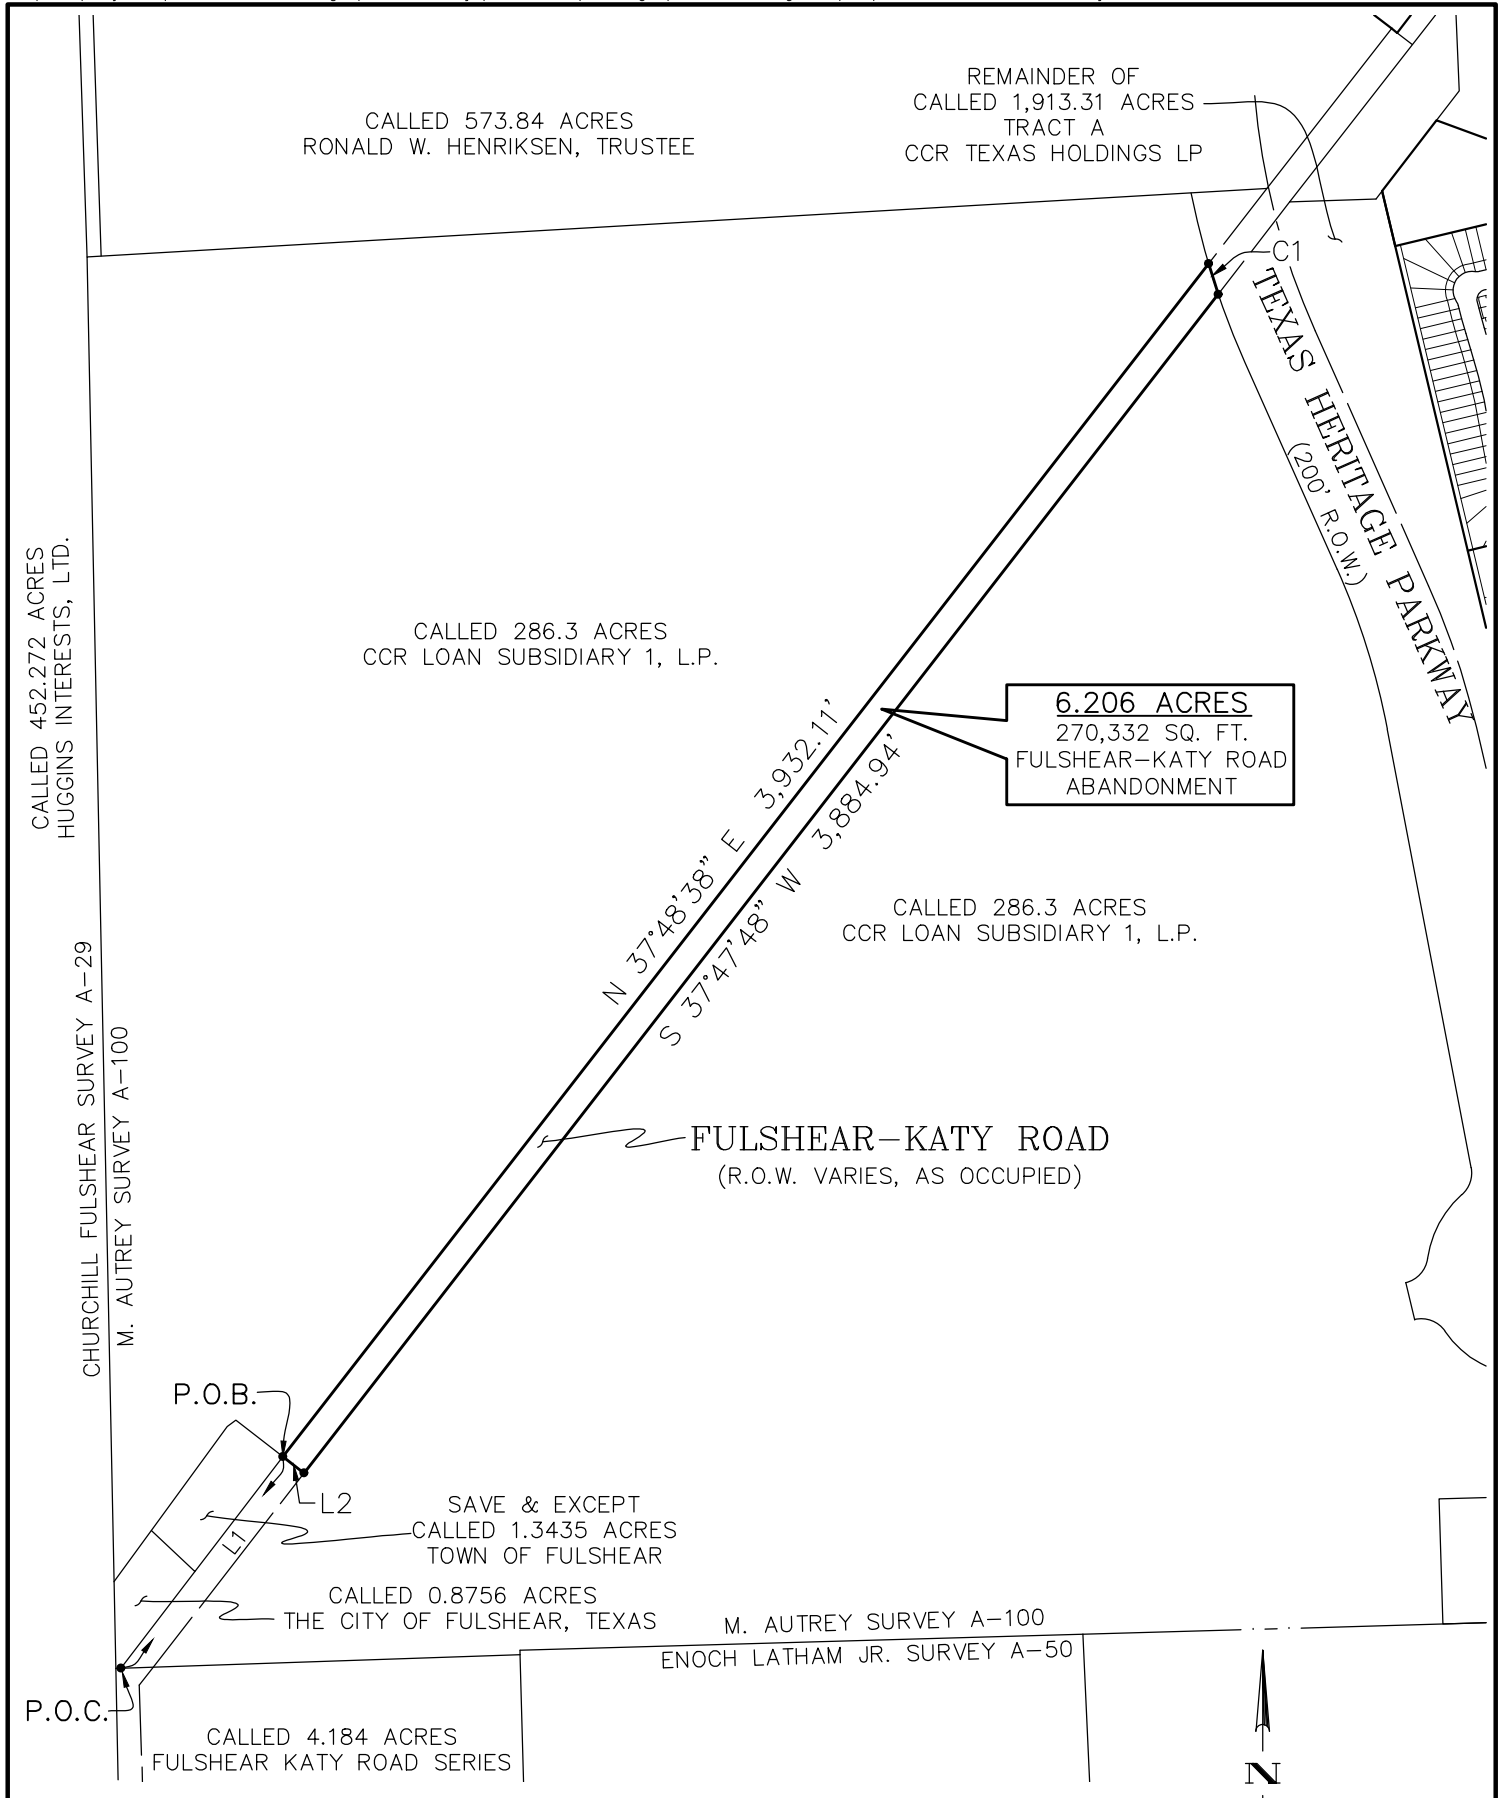 REMAINDER OF
CALLED 1,913.31 ACRES
TRACT A
CCR TEXAS HOLDINGS LP
CALLED 573.84 ACRES
RONALD W. HENRIKSEN, TRUSTEE
C1
TEXAS HERITAGE PARKWAY
(200' R.O.W.)
CALLED 452.272 ACRES
HUGGINS INTERESTS, LTD.
CALLED 286.3 ACRES
CCR LOAN SUBSIDIARY 1, L.P.
6.206 ACRES
270,332 SQ. FT.
FULSHEAR-KATY ROAD
ABANDONMENT
N 37°48'38" E 3,932.11'
S 37°47'48" W 3,884.94'
CALLED 286.3 ACRES
CCR LOAN SUBSIDIARY 1, L.P.
CHURCHILL FULSHEAR SURVEY A-29
M. AUTREY SURVEY A-100
FULSHEAR-KATY ROAD
(R.O.W. VARIES, AS OCCUPIED)
P.O.B.
L2
L1
SAVE & EXCEPT
CALLED 1.3435 ACRES
TOWN OF FULSHEAR
CALLED 0.8756 ACRES
THE CITY OF FULSHEAR, TEXAS
M. AUTREY SURVEY A-100
ENOCH LATHAM JR. SURVEY A-50
P.O.C.
CALLED 4.184 ACRES
FULSHEAR KATY ROAD SERIES
N